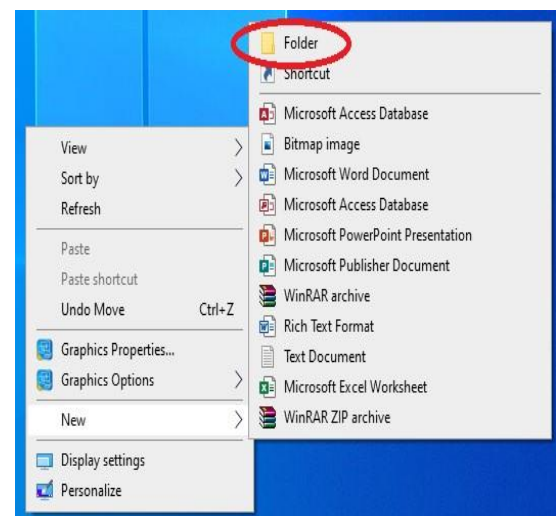 View
Sort by
Refresh
Paste
Paste shortcut
Undo Move Ctrl+Z
Graphics Properties...
Graphics Options
New
Display settings
Personalize
Folder
Shortcut
Microsoft Access Database
Bitmap image
Microsoft Word Document
Microsoft Access Database
Microsoft PowerPoint Presentation
Microsoft Publisher Document
WinRAR archive
Rich Text Format
Text Document
Microsoft Excel Worksheet
WinRAR ZIP archive